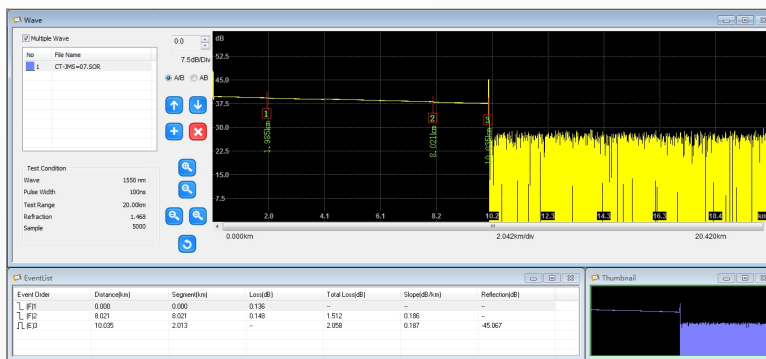 Wave
Multiple Wave
No File Name
1 CT-JMS=07.SOR
0.0
7.5dB/Div
A/B AB
dB
52.5
45.0
37.5
30.0
22.5
15.0
7.5
1
1.925km
2
8.021km
10.035km
2.0 4.1 6.1 8.2 10.2 12.3 14.3 16.3 18.4 km
0.000km 2.042km/div 20.420km
Test Condition
Wave 1550 nm
Pulse Width 100ns
Test Range 20.00km
Refraction 1.468
Sample 5000
EventList
Event Order Distance(km) Segment(km) Loss(dB) Total Loss(dB) Slope(dB/km) Reflection(dB)
(F)1 0.000 0.000 0.136 -- -- --
(F)2 8.021 8.021 0.148 1.512 0.186 --
(E)3 10.035 2.013 -- 2.058 0.187 -45.067
Thumbnail